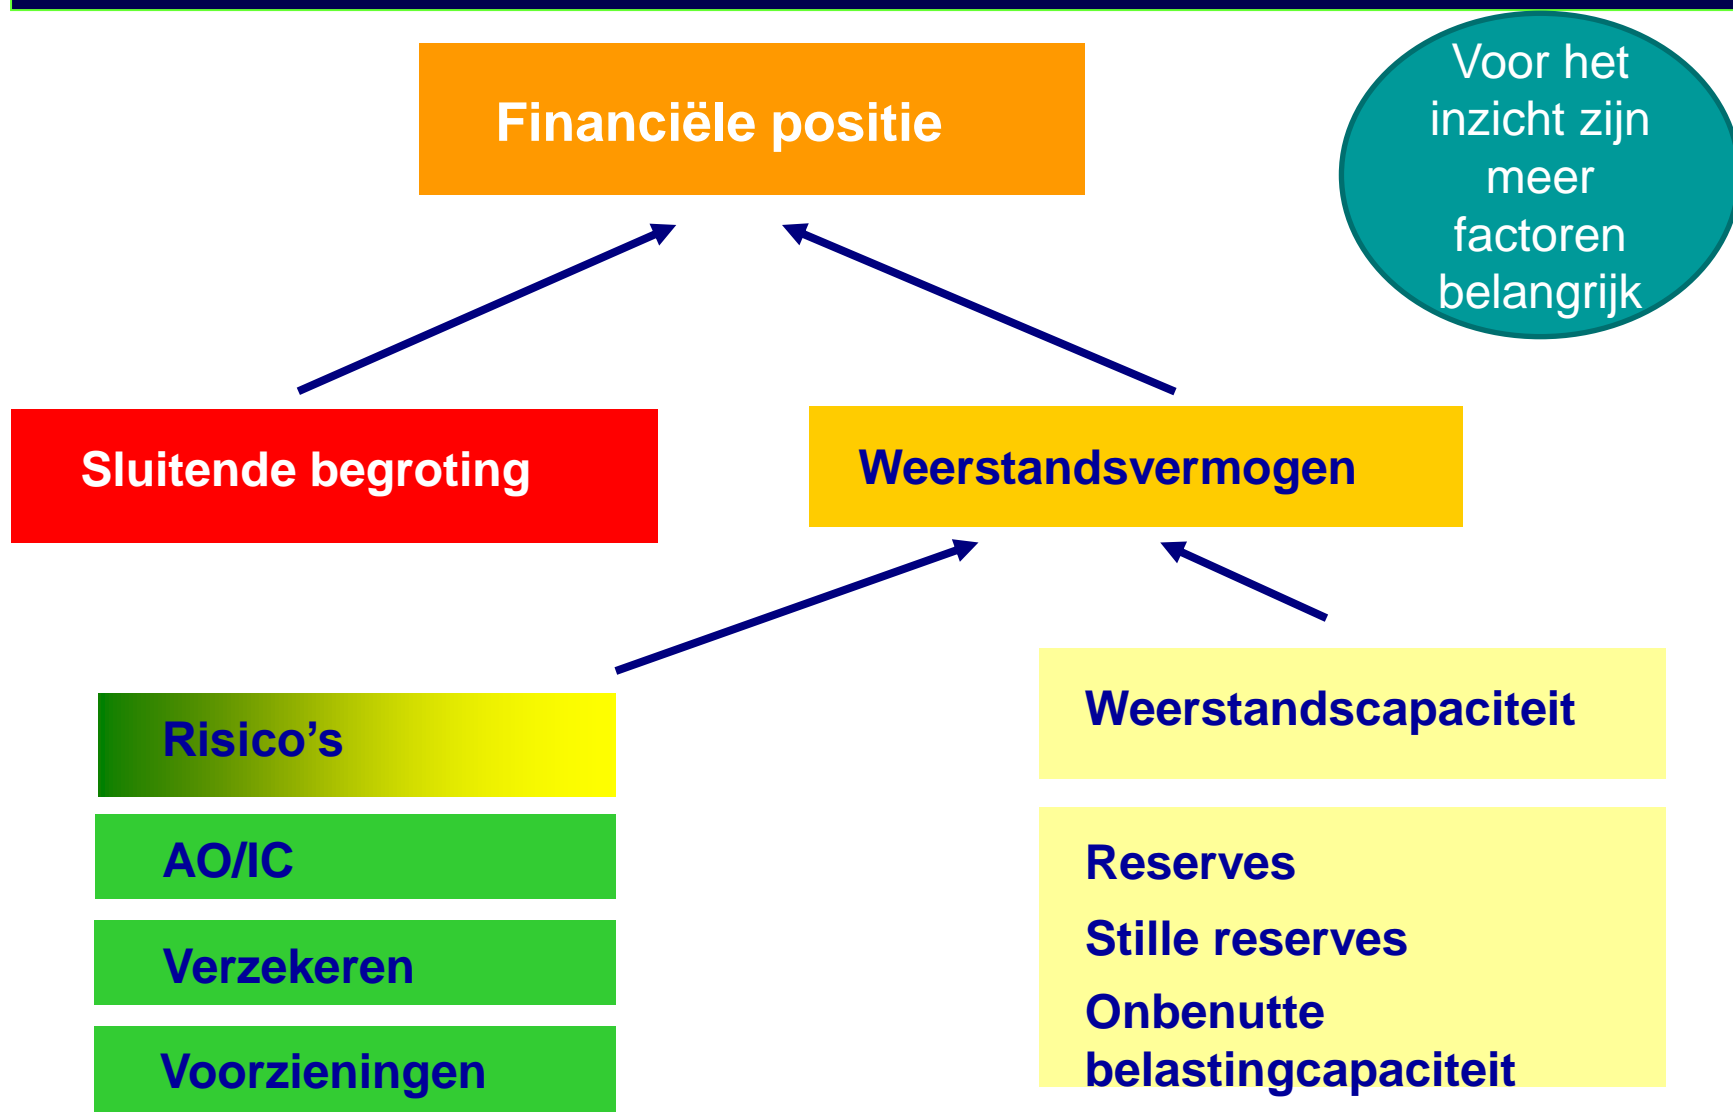 Financiële positie
Voor het
inzicht zijn
meer
factoren
belangrijk
Sluitende begroting
Weerstandsvermogen
Risico’s
AO/IC
Verzekeren
Voorzieningen
Weerstandscapaciteit
Reserves
Stille reserves
Onbenutte
belastingcapaciteit